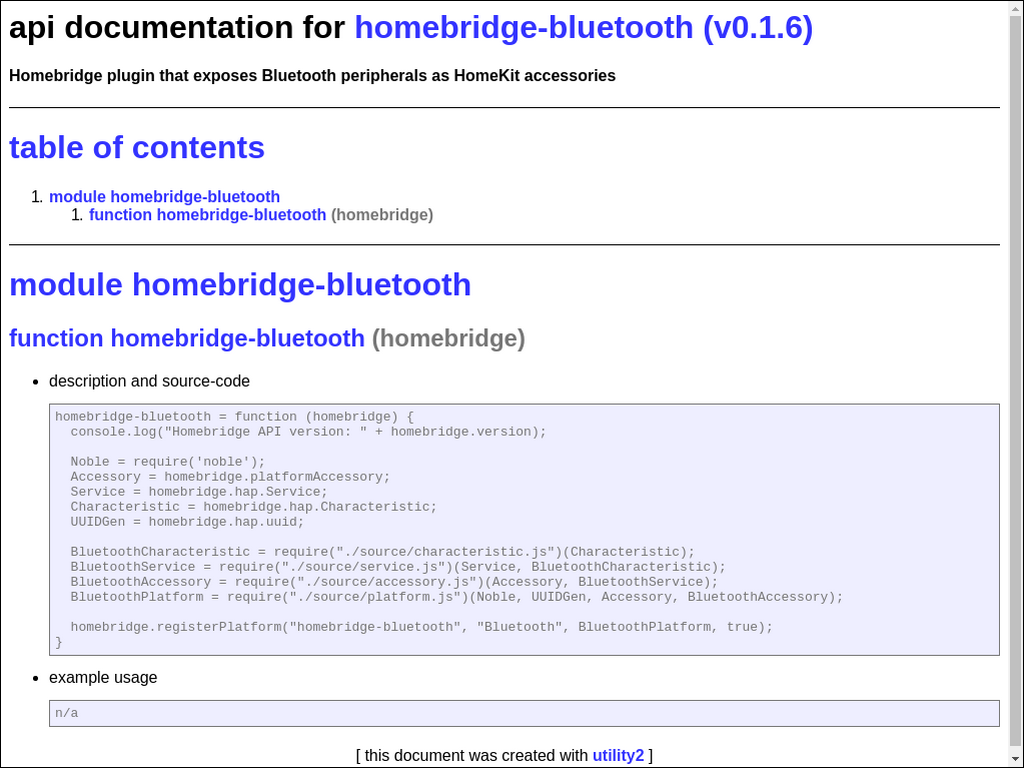 api documentation for homebridge-bluetooth (v0.1.6)
Homebridge plugin that exposes Bluetooth peripherals as HomeKit accessories
table of contents
1. module homebridge-bluetooth
1. function homebridge-bluetooth (homebridge)
module homebridge-bluetooth
function homebridge-bluetooth (homebridge)
• description and source-code
homebridge-bluetooth = function (homebridge) {
  console.log("Homebridge API version: " + homebridge.version);
  Noble = require('noble');
  Accessory = homebridge.platformAccessory;
  Service = homebridge.hap.Service;
  Characteristic = homebridge.hap.Characteristic;
  UUIDGen = homebridge.hap.uuid;
  BluetoothCharacteristic = require("./source/characteristic.js")(Characteristic);
  BluetoothService = require("./source/service.js")(Service, BluetoothCharacteristic);
  BluetoothAccessory = require("./source/accessory.js")(Accessory, BluetoothService);
  BluetoothPlatform = require("./source/platform.js")(Noble, UUIDGen, Accessory, BluetoothAccessory);
  homebridge.registerPlatform("homebridge-bluetooth", "Bluetooth", BluetoothPlatform, true);
}
• example usage
n/a
[ this document was created with utility2 ]